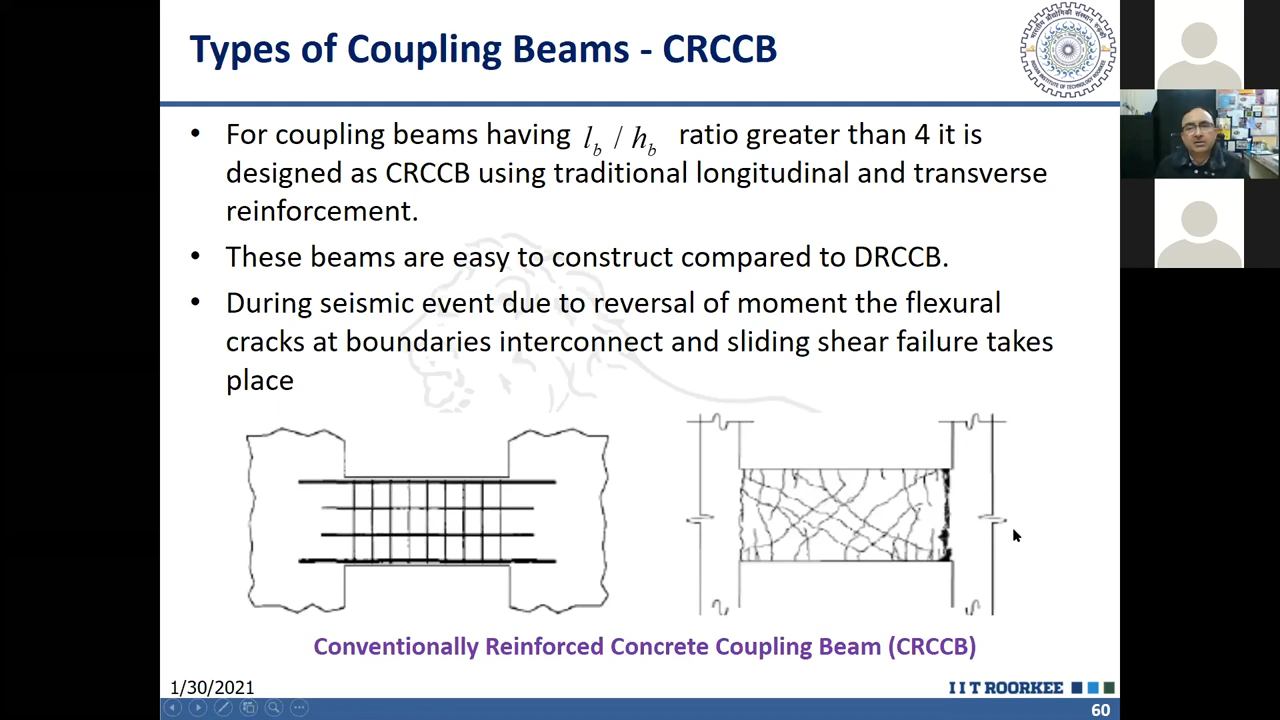 Types of Coupling Beams - CRCCB
• For coupling beams having l_b / h_b ratio greater than 4 it is
designed as CRCCB using traditional longitudinal and transverse
reinforcement.
• These beams are easy to construct compared to DRCCB.
• During seismic event due to reversal of moment the flexural
cracks at boundaries interconnect and sliding shear failure takes
place
Conventionally Reinforced Concrete Coupling Beam (CRCCB)
1/30/2021
I I T ROORKEE
60